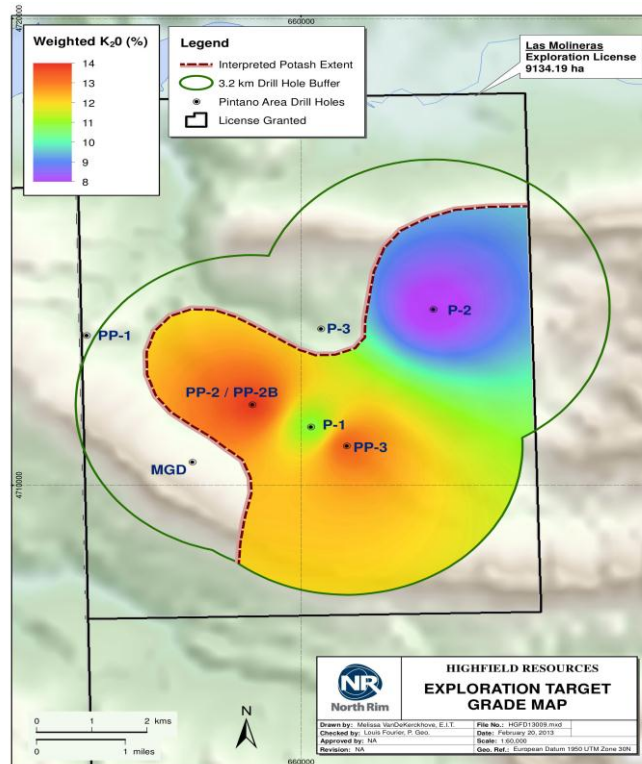 660000
4720000
Weighted K₂0 (%)
14
13
12
11
10
9
8
Legend
Interpreted Potash Extent
3.2 km Drill Hole Buffer
Pintano Area Drill Holes
License Granted
Las Molineras
Exploration License
9134.19 ha
P-2
P-3
PP-1
PP-2 / PP-2B
P-1
PP-3
MGD
4710000
4710000
NR
North Rim
HIGHFIELD RESOURCES
EXPLORATION TARGET
GRADE MAP
Drawn by: Melissa VanDeKerckhove, E.I.T.
File No.: HGFD13009.mxd
Checked by: Louis Fourier, P. Geo.
Date: February 20, 2013
Approved by: NA
Scale: 1:60,000
Revision: NA
Geo. Ref.: European Datum 1950 UTM Zone 30N
0 1 2 kms
0 1 miles
N
660000